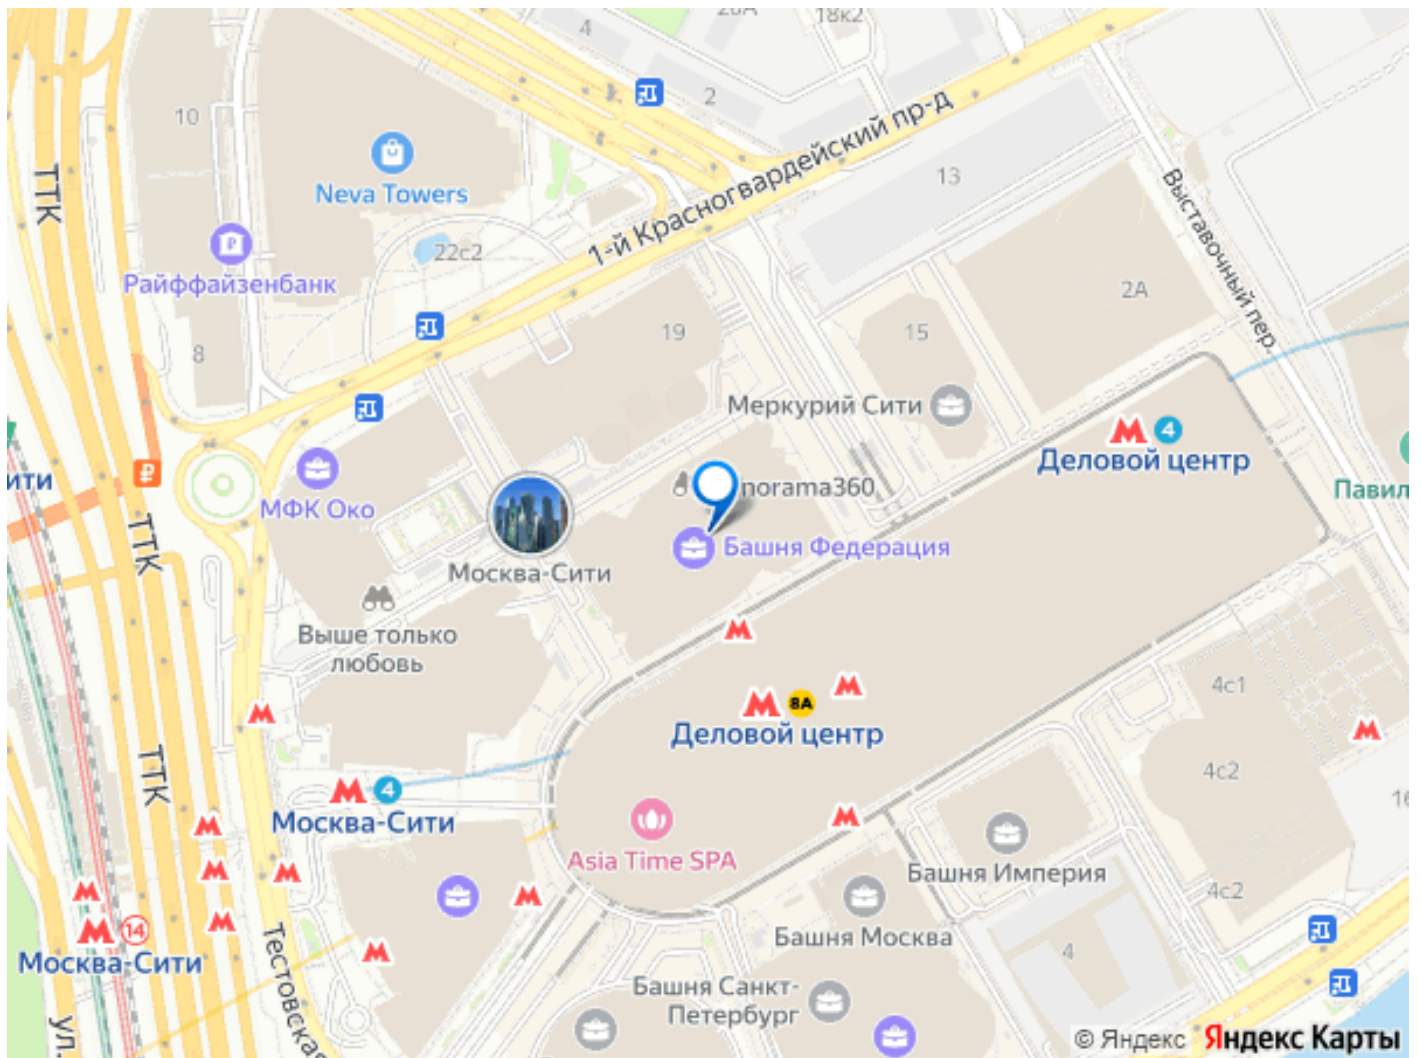 4
18к2
10
2
1-й Красногвардейский пр-д
ТТК
Neva Towers
13
Выставочный пер.
22с2
Райффайзенбанк
2А
8
19
15
Меркурий Сити
4
Деловой центр
сити
МФК Око
norama360
Павил
Башня Федерация
ТТК
Москва-Сити
Выше только
любовь
4с1
8А
Деловой центр
ТТК
4с2
4
Москва-Сити
16
Asia Time SPA
Башня Империя
4с2
14
Москва-Сити
Башня Москва
4
Тестовская
Башня Санкт-
Петербург
ул.
© Яндекс Яндекс Карты